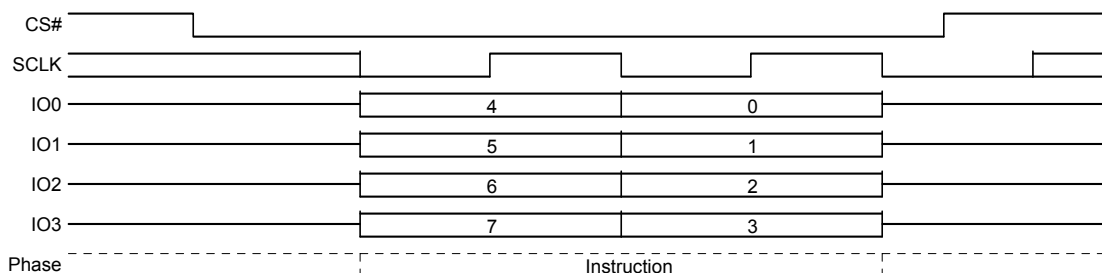 CS#
SCLK
IO0 4 0
IO1 5 1
IO2 6 2
IO3 7 3
Phase Instruction